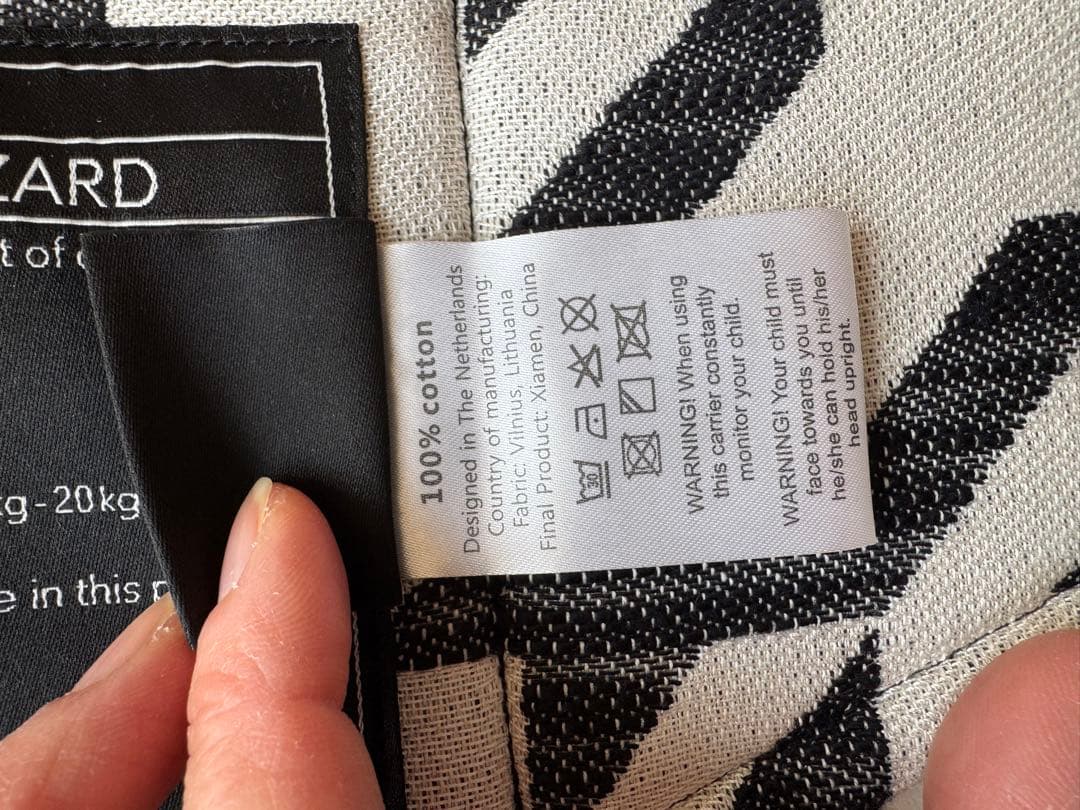 ZARD
t of
kg - 20kg
e in this
100% cotton
Designed in The Netherlands
Country of manufacturing:
Fabric: Vilnius, Lithuania
Final Product: Xiamen, China
30
WARNING! When using
this carrier constantly
monitor your child.
WARNING! Your child must
face towards you until
he/she can hold his/her
head upright.